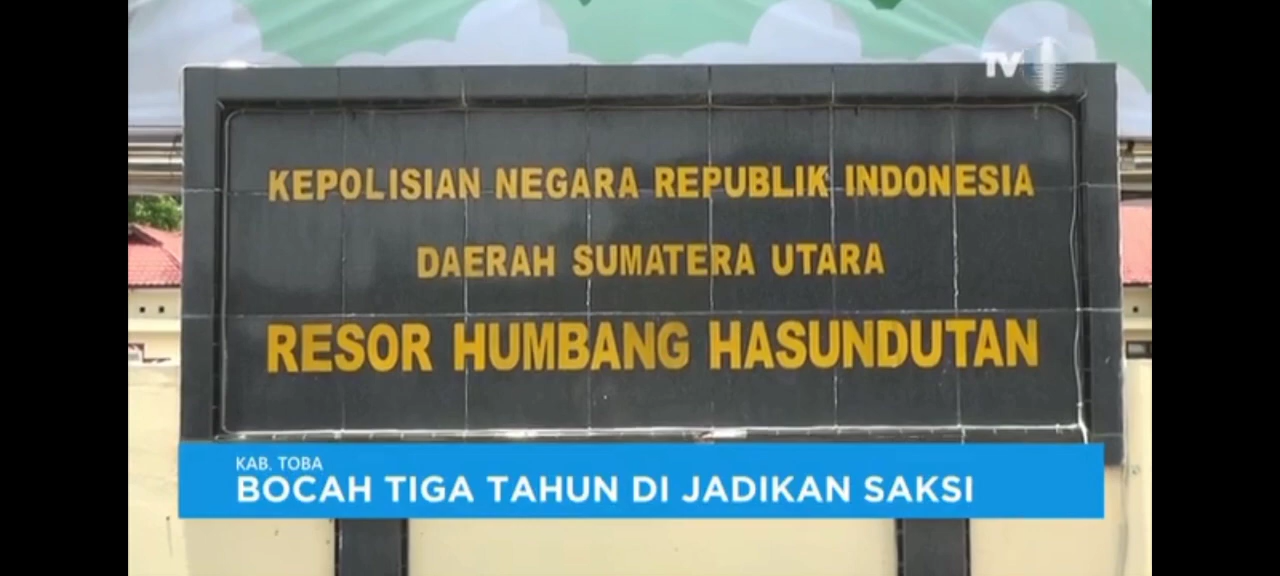 TV
KEPOLISIAN NEGARA REPUBLIK INDONESIA
DAERAH SUMATERA UTARA
RESOR HUMBANG HASUNDUTAN
KAB. TOBA
BOCAH TIGA TAHUN DI JADIKAN SAKSI